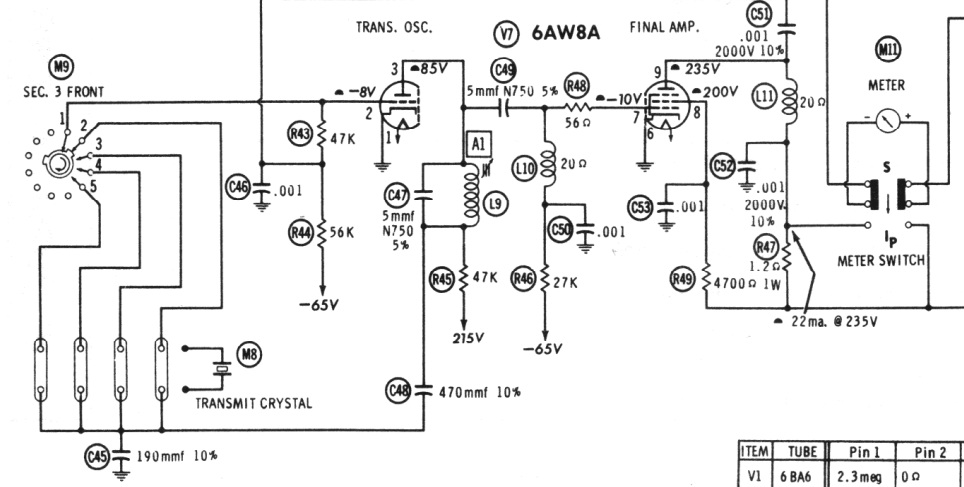 C51
.001
2000V 10%
TRANS. OSC.
V7 6AW8A
FINAL AMP.
M11
METER
- +
M9
SEC. 3 FRONT
1
2
3
4
5
3
85V
-8V
2
1
C49
5mmf N750 5%
R48
56Ω
-10V
9
235V
200V
7
8
6
L11
20Ω
R43
47K
A1
L10
20Ω
C52
.001
2000V.
10%
S
C46
.001
C47
5mmf
N750
5%
L9
C53
.001
R44
56K
C50
.001
R47
1.2Ω
Ip
METER SWITCH
R45
47K
R46
27K
R49
4700Ω 1W
-65V
215V
-65V
22ma. @ 235V
M8
TRANSMIT CRYSTAL
C48
470mmf 10%
C45
190mmf 10%
ITEM TUBE Pin 1 Pin 2
V1 6BA6 2.3meg 0Ω